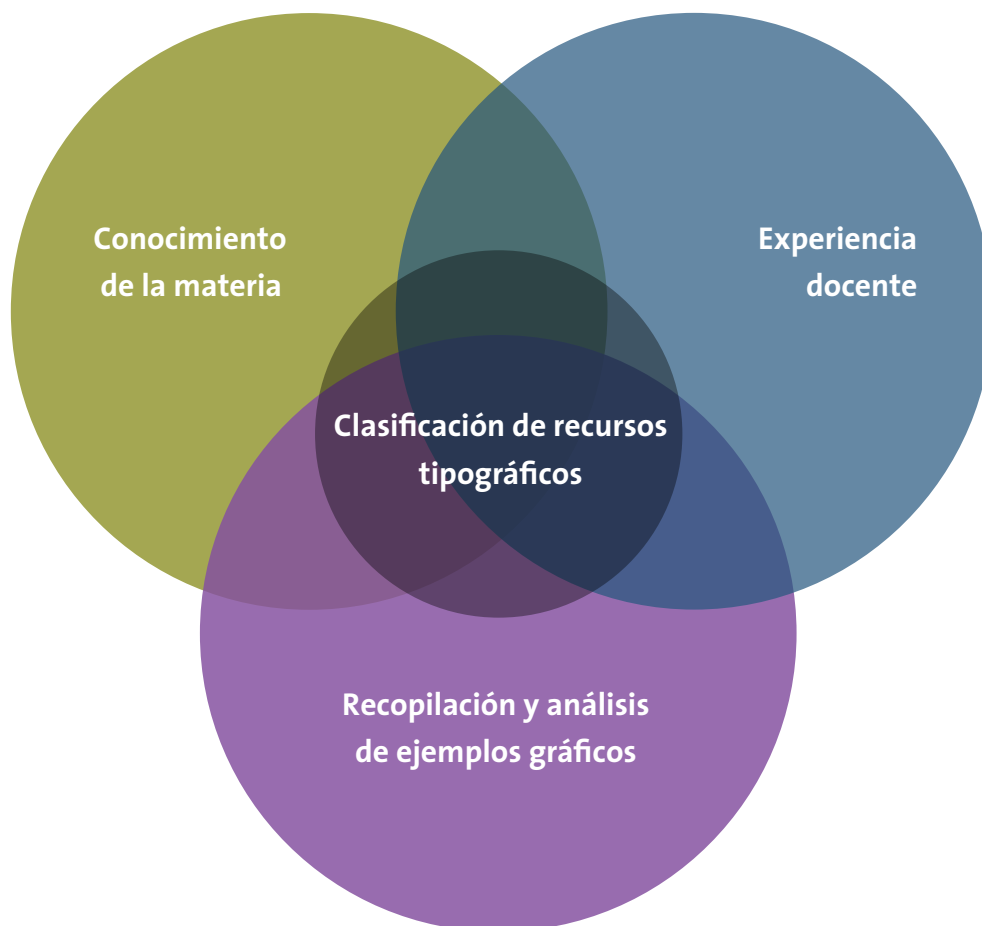 Conocimiento
de la materia
Experiencia
docente
Clasificación de recursos
tipográficos
Recopilación y análisis
de ejemplos gráficos